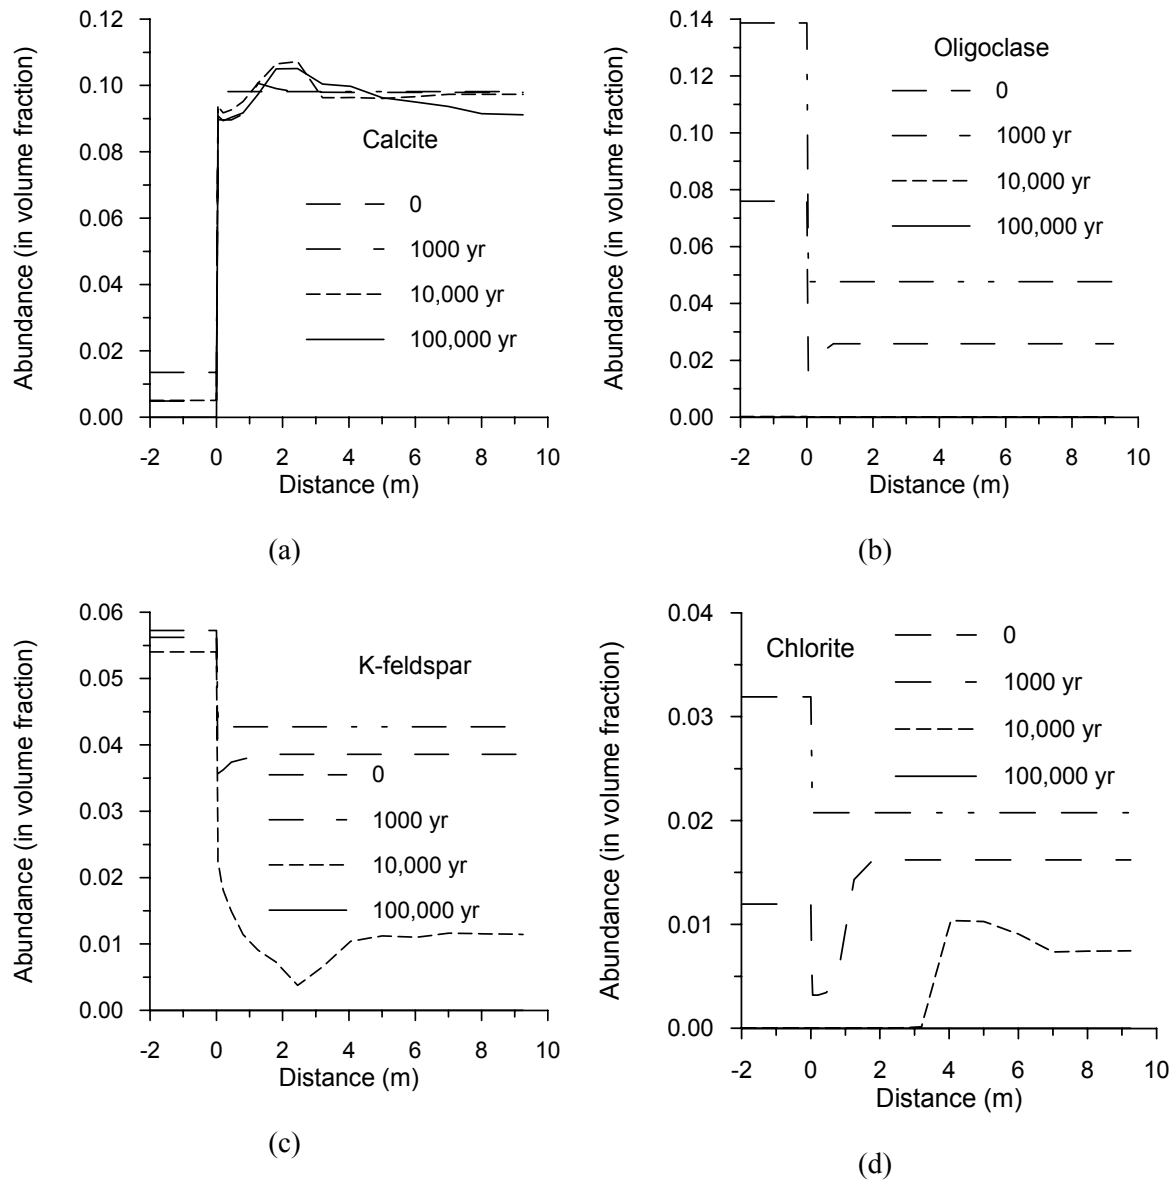 Abundance (in volume fraction)
0.12
0.10
0.08
0.06
0.04
0.02
0.00
Calcite
0
1000 yr
10,000 yr
100,000 yr
-2 0 2 4 6 8 10
Distance (m)
(a)
Abundance (in volume fraction)
0.14
0.12
0.10
0.08
0.06
0.04
0.02
0.00
Oligoclase
0
1000 yr
10,000 yr
100,000 yr
-2 0 2 4 6 8 10
Distance (m)
(b)
Abundance (in volume fraction)
0.06
0.05
0.04
0.03
0.02
0.01
0.00
K-feldspar
0
1000 yr
10,000 yr
100,000 yr
-2 0 2 4 6 8 10
Distance (m)
(c)
Abundance (in volume fraction)
0.04
0.03
0.02
0.01
0.00
Chlorite
0
1000 yr
10,000 yr
100,000 yr
-2 0 2 4 6 8 10
Distance (m)
(d)